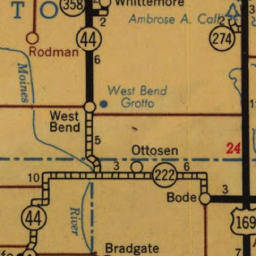 T O
358
Whittemore
Ambrose A. Call
274
Rodman
44
6
2
Moines
West Bend
Grotto
West
Bend
5
Ottosen
24
3
6
222
10
Bode
3
44
River
169
Bradgate
7